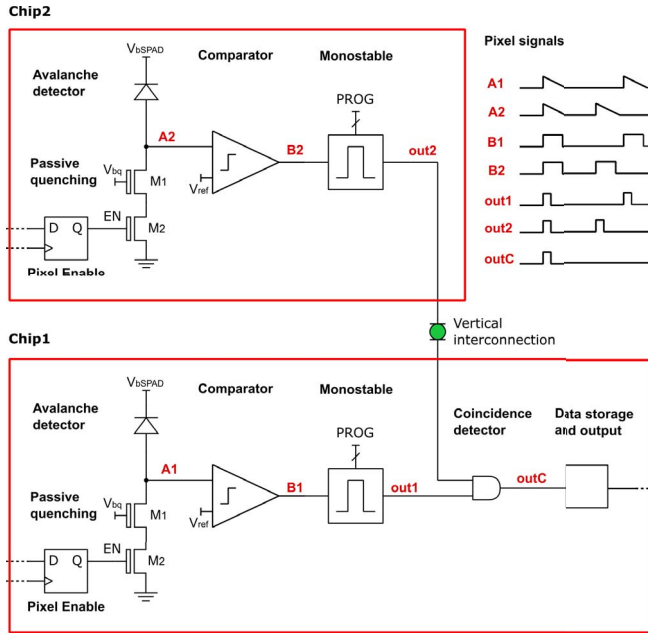 Chip2
VbSPAD
Avalanche
detector
Comparator
Monostable
PROG
A2
B2
out2
Passive
quenching
Vbq
M1
Vref
EN
M2
D Q
Pixel Enable
Pixel signals
A1
A2
B1
B2
out1
out2
outC
Vertical
interconnection
Chip1
VbSPAD
Avalanche
detector
Comparator
Monostable
PROG
Coincidence
detector
Data storage
and output
A1
B1
out1
outC
Passive
quenching
Vbq
M1
Vref
EN
M2
D Q
Pixel Enable